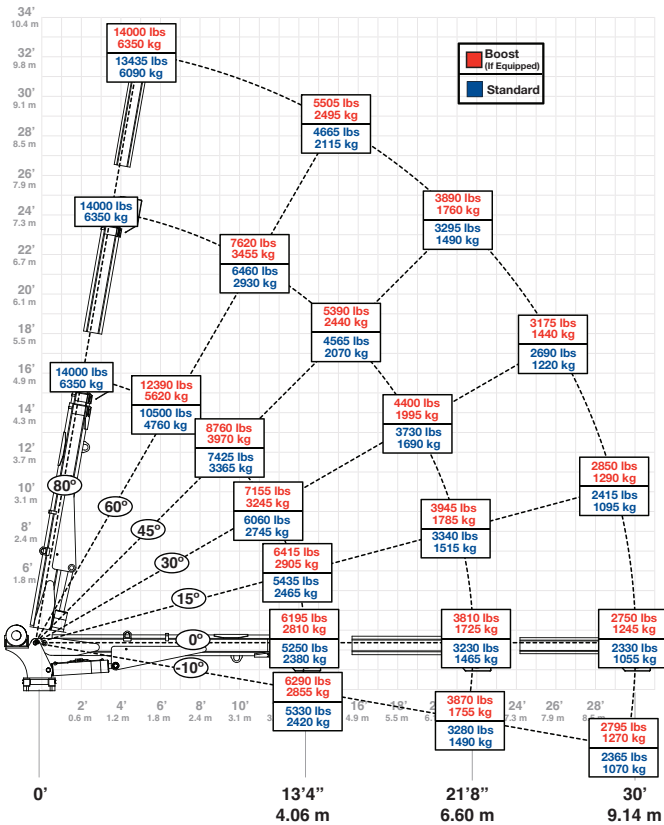 34'
10.4 m
32'
9.8 m
30'
9.1 m
28'
8.5 m
26'
7.9 m
24'
7.3 m
22'
6.7 m
20'
6.1 m
18'
5.5 m
16'
4.9 m
14'
4.3 m
12'
3.7 m
10'
3.1 m
8'
2.4 m
6'
1.8 m
Boost
(If Equipped)
Standard
14000 lbs
6350 kg
13435 lbs
6090 kg
5505 lbs
2495 kg
4665 lbs
2115 kg
3890 lbs
1760 kg
3295 lbs
1490 kg
14000 lbs
6350 kg
7620 lbs
3455 kg
6460 lbs
2930 kg
5390 lbs
2440 kg
4565 lbs
2070 kg
3175 lbs
1440 kg
2690 lbs
1220 kg
14000 lbs
6350 kg
12390 lbs
5620 kg
10500 lbs
4760 kg
8760 lbs
3970 kg
7425 lbs
3365 kg
4400 lbs
1995 kg
3730 lbs
1690 kg
7155 lbs
3245 kg
6060 lbs
2745 kg
2850 lbs
1290 kg
2415 lbs
1095 kg
3945 lbs
1785 kg
3340 lbs
1515 kg
6415 lbs
2905 kg
5435 lbs
2465 kg
6195 lbs
2810 kg
5250 lbs
2380 kg
3810 lbs
1725 kg
3230 lbs
1465 kg
2750 lbs
1245 kg
2330 lbs
1055 kg
6290 lbs
2855 kg
5330 lbs
2420 kg
3870 lbs
1755 kg
3280 lbs
1490 kg
2795 lbs
1270 kg
2365 lbs
1070 kg
80º
60º
45º
30º
15º
0º
-10º
2' 4' 6' 8' 10' 16 18' 24' 26' 28'
0.6 m 1.2 m 1.8 m 2.4 m 3.1 m 4.9 m 5.5 m 7.3 m 7.9 m
0' 13'4'' 21'8'' 30'
4.06 m 6.60 m 9.14 m